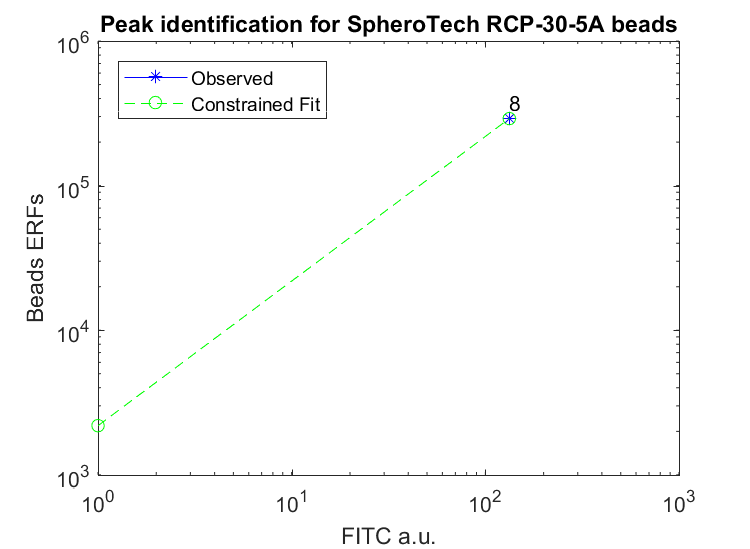 Peak identification for SpheroTech RCP-30-5A beads
10^6
Observed
Constrained Fit
8
10^5
Beads ERFs
10^4
10^3
10^0
10^1
10^2
10^3
FITC a.u.